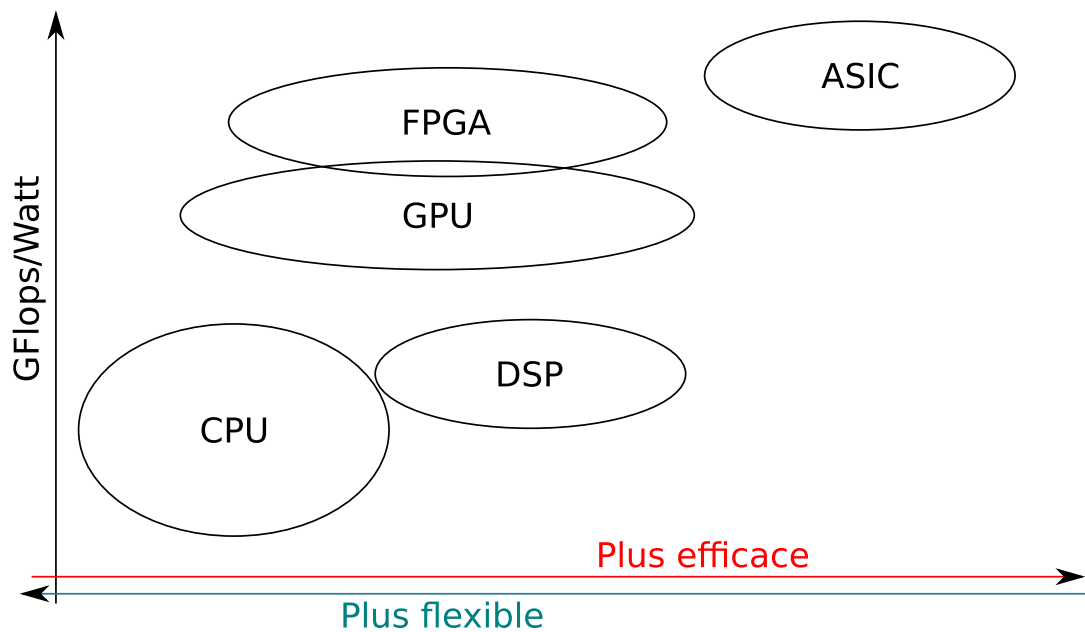 ASIC
FPGA
GPU
GFlops/Watt
DSP
CPU
Plus efficace
Plus flexible